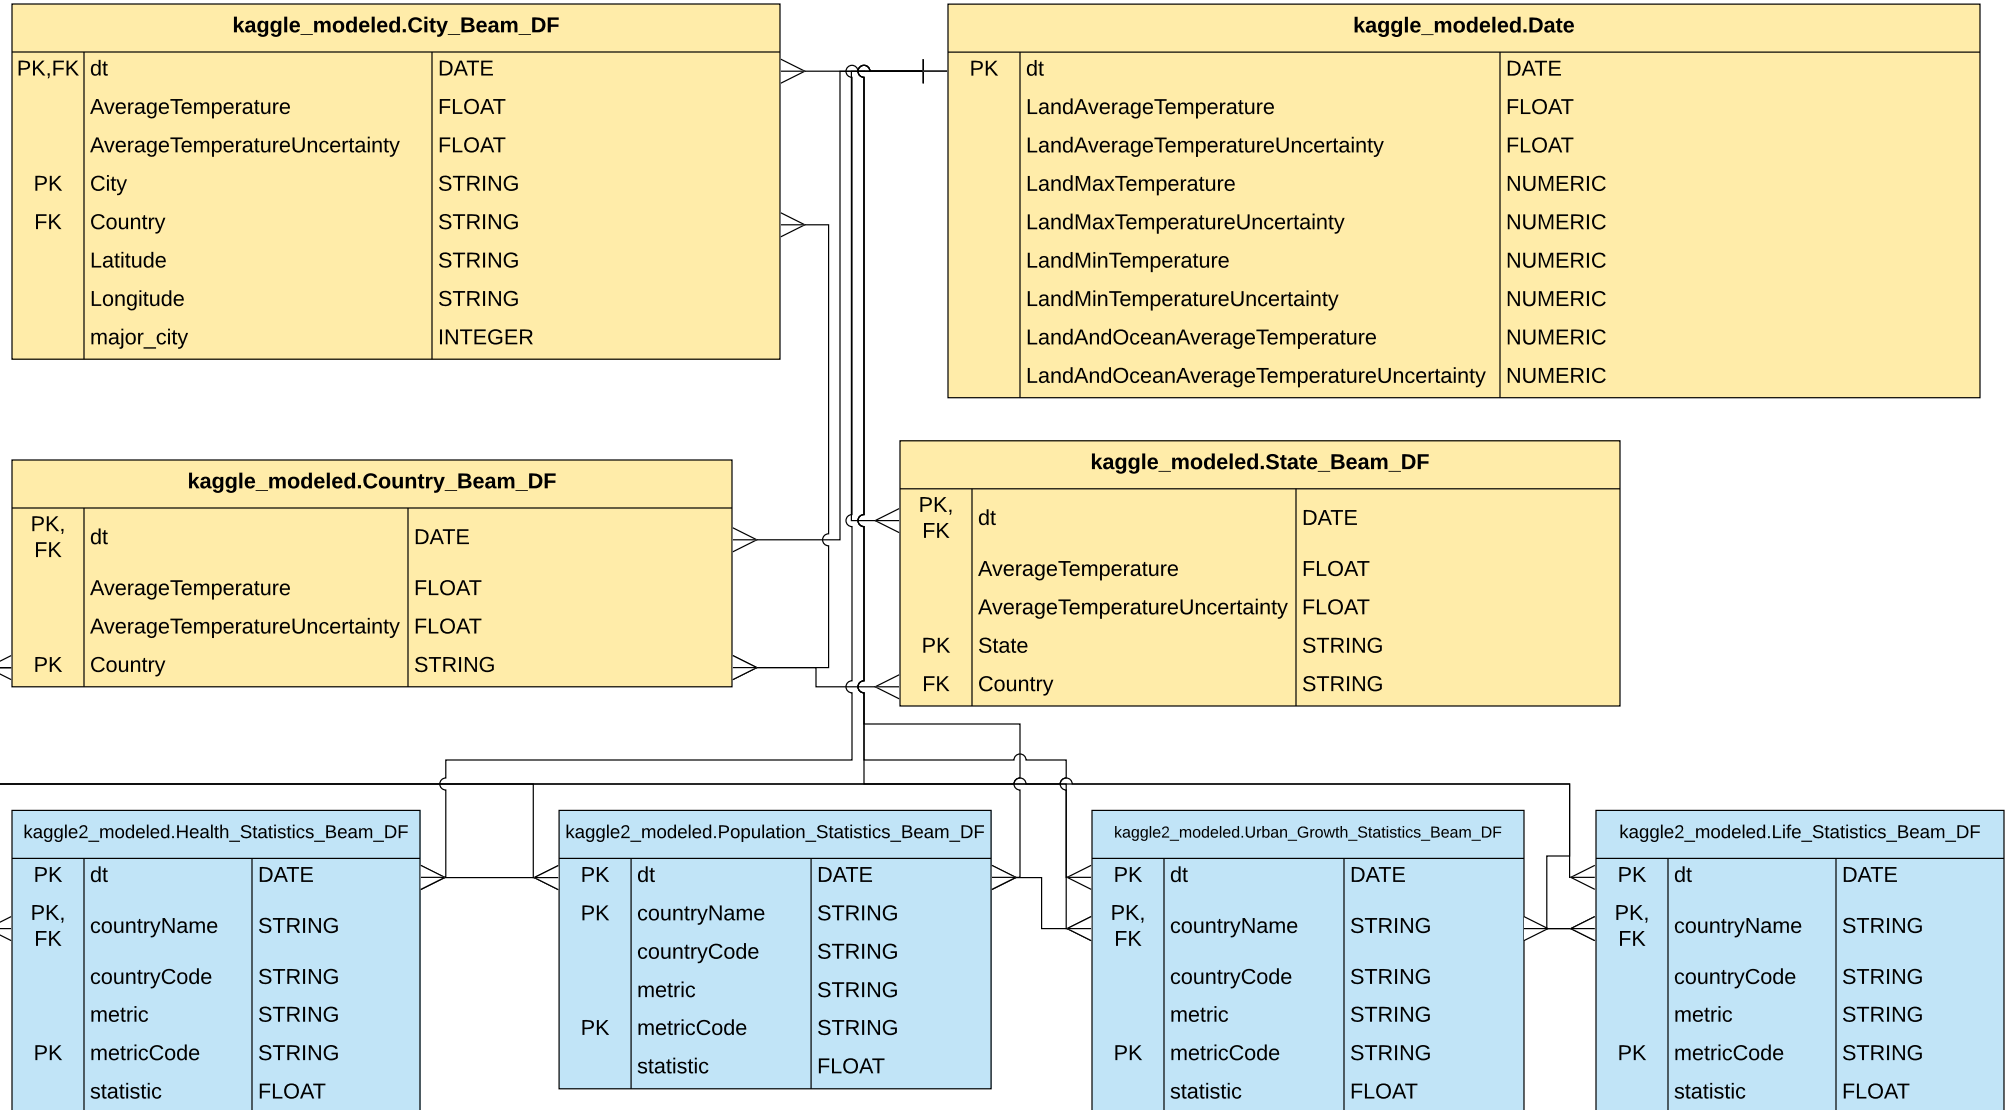 kaggle_modeled.City_Beam_DF
PK,FK dt DATE
AverageTemperature FLOAT
AverageTemperatureUncertainty FLOAT
PK City STRING
FK Country STRING
Latitude STRING
Longitude STRING
major_city INTEGER
kaggle_modeled.Date
PK dt DATE
LandAverageTemperature FLOAT
LandAverageTemperatureUncertainty FLOAT
LandMaxTemperature NUMERIC
LandMaxTemperatureUncertainty NUMERIC
LandMinTemperature NUMERIC
LandMinTemperatureUncertainty NUMERIC
LandAndOceanAverageTemperature NUMERIC
LandAndOceanAverageTemperatureUncertainty NUMERIC
kaggle_modeled.Country_Beam_DF
PK,
FK dt DATE
AverageTemperature FLOAT
AverageTemperatureUncertainty FLOAT
PK Country STRING
kaggle_modeled.State_Beam_DF
PK,
FK dt DATE
AverageTemperature FLOAT
AverageTemperatureUncertainty FLOAT
PK State STRING
FK Country STRING
kaggle2_modeled.Health_Statistics_Beam_DF
PK dt DATE
PK,
FK countryName STRING
countryCode STRING
metric STRING
PK metricCode STRING
statistic FLOAT
kaggle2_modeled.Population_Statistics_Beam_DF
PK dt DATE
PK countryName STRING
countryCode STRING
metric STRING
PK metricCode STRING
statistic FLOAT
kaggle2_modeled.Urban_Growth_Statistics_Beam_DF
PK dt DATE
PK,
FK countryName STRING
countryCode STRING
metric STRING
PK metricCode STRING
statistic FLOAT
kaggle2_modeled.Life_Statistics_Beam_DF
PK dt DATE
PK,
FK countryName STRING
countryCode STRING
metric STRING
PK metricCode STRING
statistic FLOAT